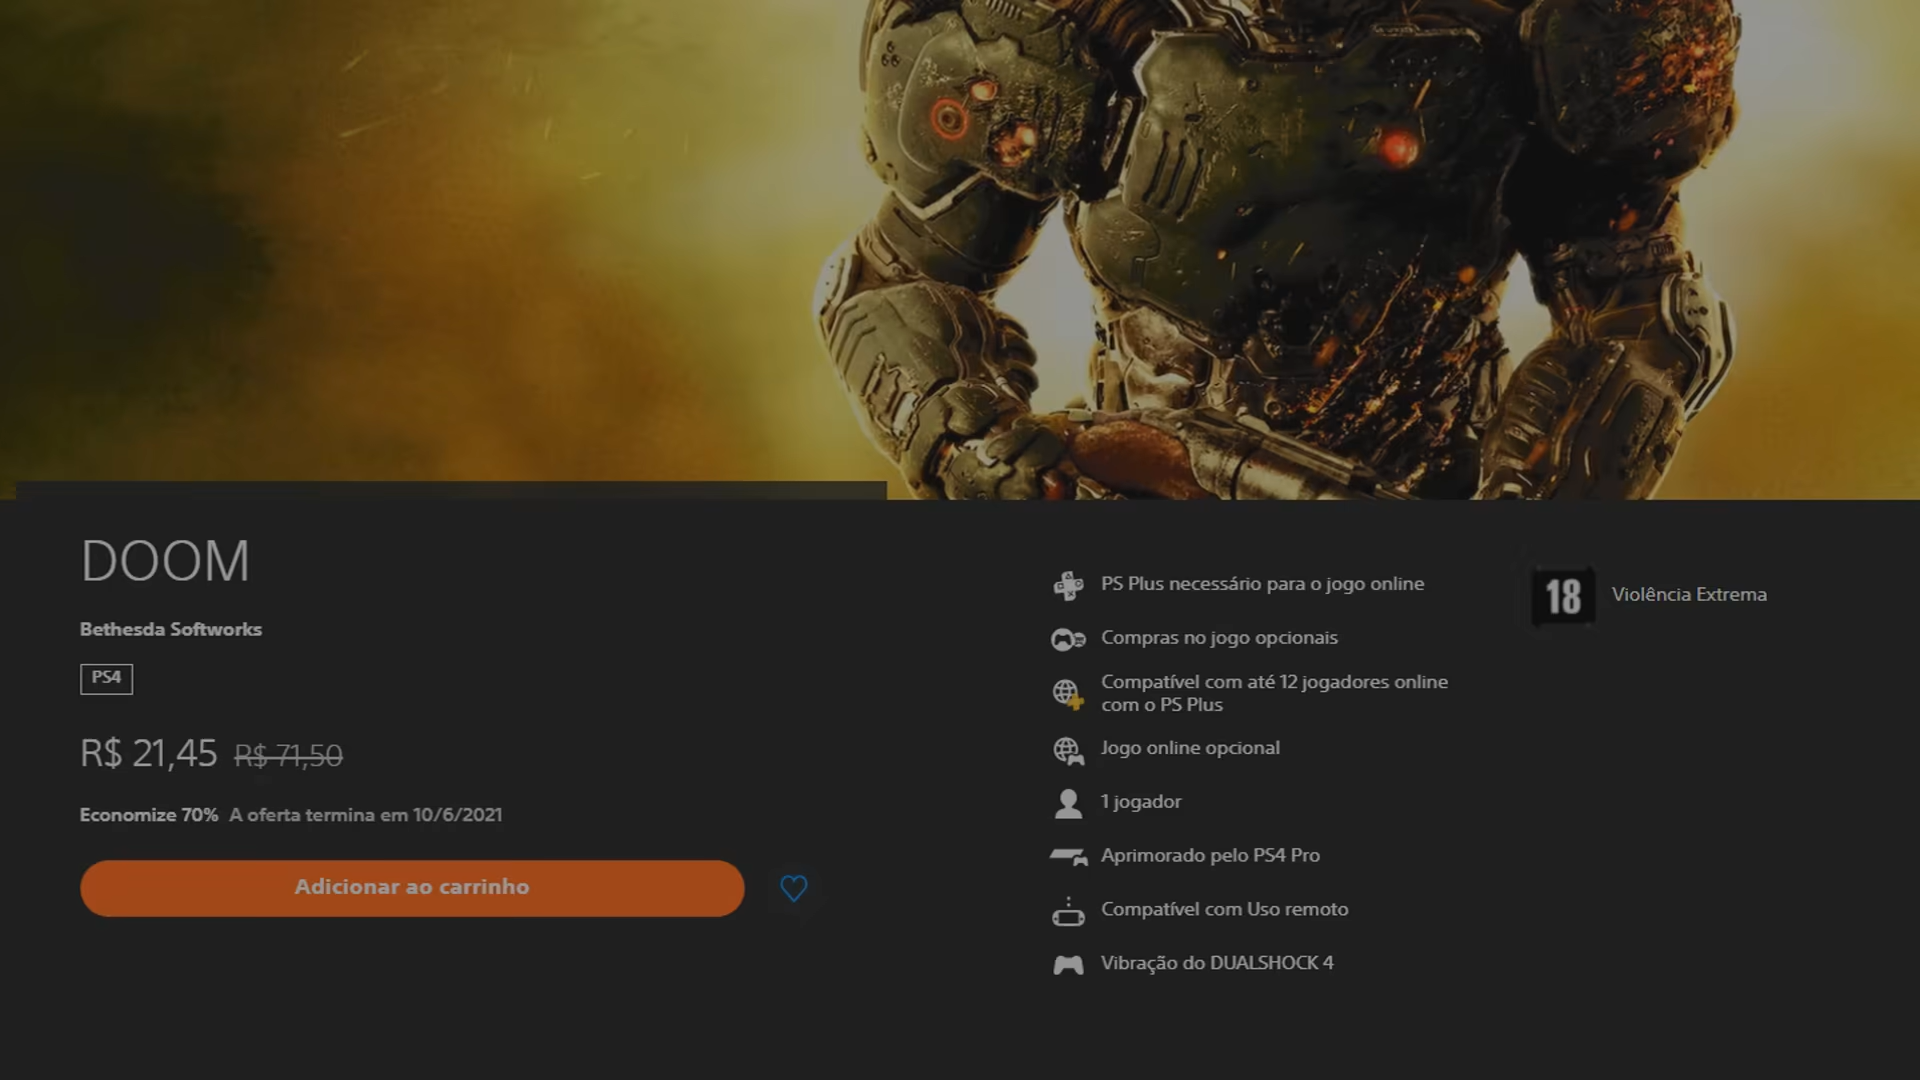 DOOM
Bethesda Softworks
PS4
R$ 21,45 R$ 71,50
Economize 70% A oferta termina em 10/6/2021
Adicionar ao carrinho
PS Plus necessário para o jogo online
Compras no jogo opcionais
Compatível com até 12 jogadores online
com o PS Plus
Jogo online opcional
1 jogador
Aprimorado pelo PS4 Pro
Compatível com Uso remoto
Vibração do DUALSHOCK 4
18 Violência Extrema